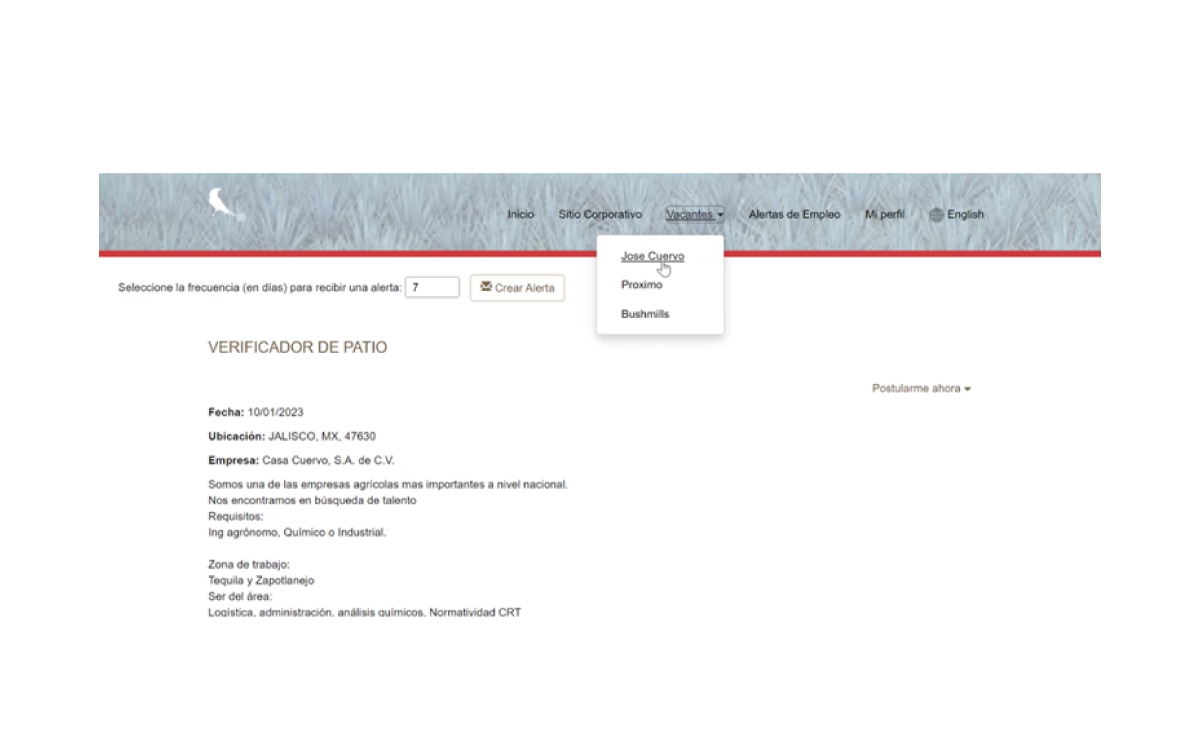 Inicio Sitio Corporativo Vacantes Alertas de Empleo Mi perfil English
Jose Cuervo
Proximo
Bushmills
Seleccione la frecuencia (en días) para recibir una alerta: 7 Crear Alerta
VERIFICADOR DE PATIO
Postularme ahora
Fecha: 10/01/2023
Ubicación: JALISCO, MX, 47630
Empresa: Casa Cuervo, S.A. de C.V.
Somos una de las empresas agrícolas mas importantes a nivel nacional.
Nos encontramos en búsqueda de talento
Requisitos:
Ing agrónomo, Químico o Industrial.
Zona de trabajo:
Tequila y Zapotlanejo
Ser del área:
Logística, administración, análisis químicos, Normatividad CRT